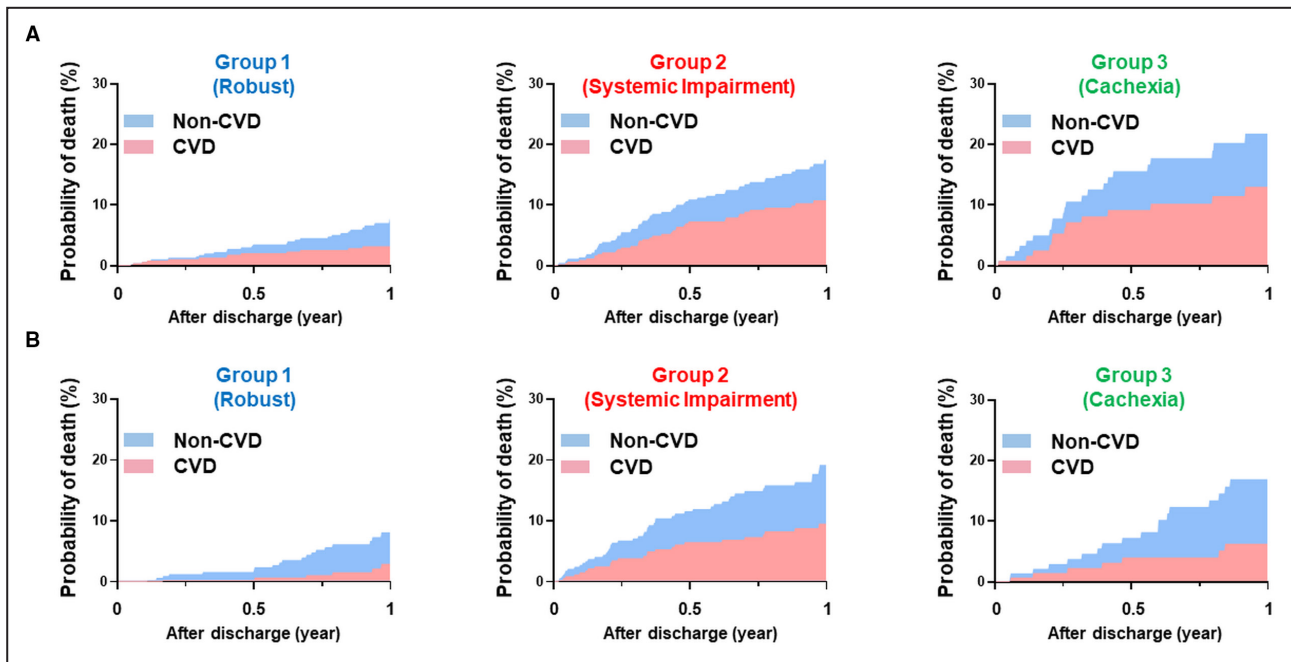 A
Group 1
(Robust)
Probability of death (%)
30
20
10
0
Non-CVD
CVD
0
0.5
1
After discharge (year)
Group 2
(Systemic Impairment)
Probability of death (%)
30
20
10
0
Non-CVD
CVD
0
0.5
1
After discharge (year)
Group 3
(Cachexia)
Probability of death (%)
30
20
10
0
Non-CVD
CVD
0
0.5
1
After discharge (year)
B
Group 1
(Robust)
Probability of death (%)
30
20
10
0
Non-CVD
CVD
0
0.5
1
After discharge (year)
Group 2
(Systemic Impairment)
Probability of death (%)
30
20
10
0
Non-CVD
CVD
0
0.5
1
After discharge (year)
Group 3
(Cachexia)
Probability of death (%)
30
20
10
0
Non-CVD
CVD
0
0.5
1
After discharge (year)